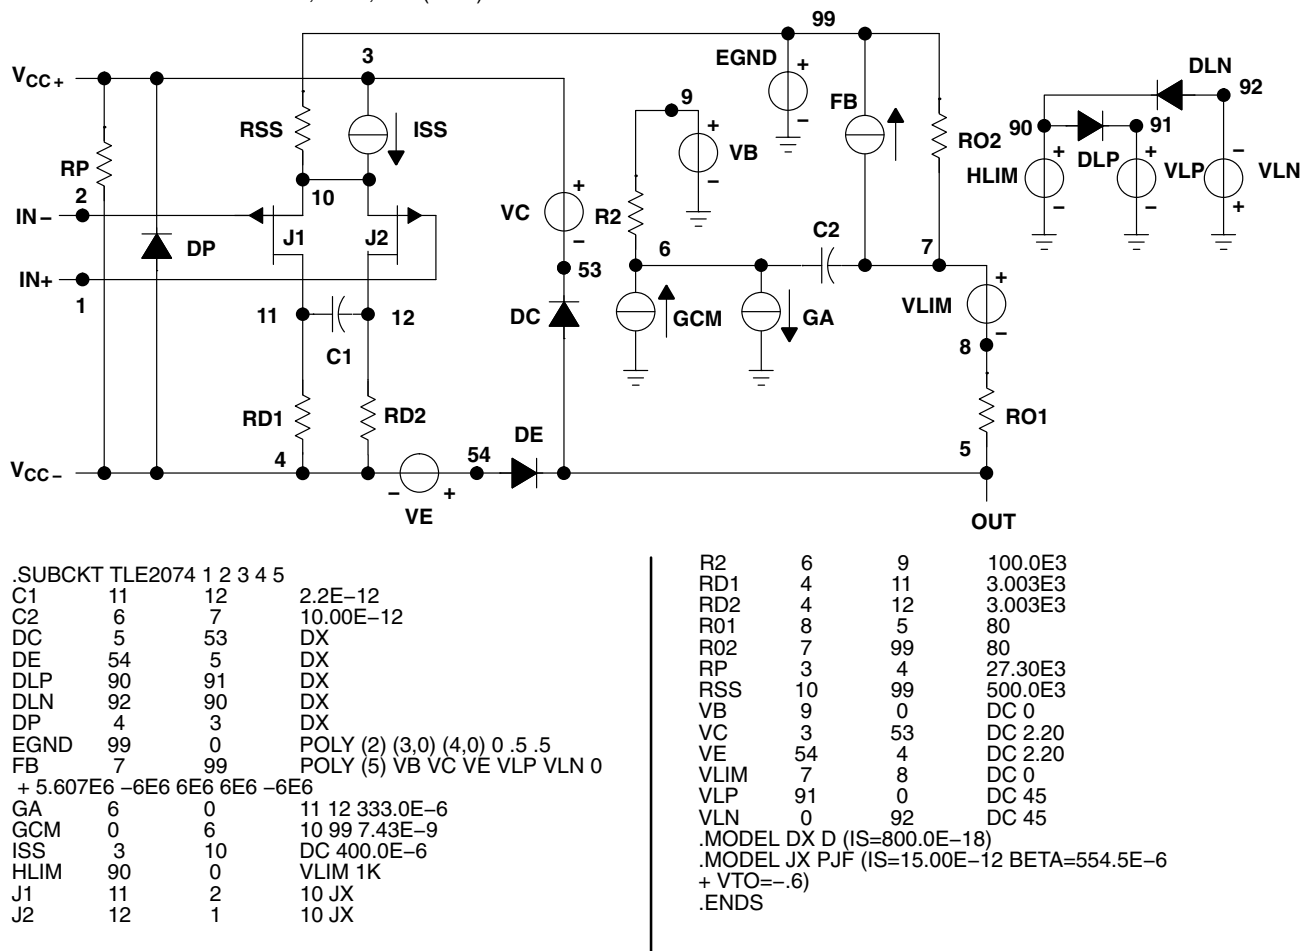 99
3
EGND
+
DLN
92
VCC+
9
FB
RSS
ISS
+
VB
−
−
90
91
RO2
DLP
+
HLIM
−
+
VLP
−
−
VLN
+
RP
2
10
+
VC
−
R2
C2
IN−
J1
J2
DP
6
7
IN+
1
53
+
VLIM
−
11
12
DC
GCM
GA
C1
8
RD1
RD2
RO1
DE
54
5
4
VCC−
−
+
VE
OUT
.SUBCKT TLE2074 1 2 3 4 5
C1 11 12 2.2E−12
C2 6 7 10.00E−12
DC 5 53 DX
DE 54 5 DX
DLP 90 91 DX
DLN 92 90 DX
DP 4 3 DX
EGND 99 0 POLY (2) (3,0) (4,0) 0 .5 .5
FB 7 99 POLY (5) VB VC VE VLP VLN 0
+ 5.607E6 −6E6 6E6 6E6 −6E6
GA 6 0 11 12 333.0E−6
GCM 0 6 10 99 7.43E−9
ISS 3 10 DC 400.0E−6
HLIM 90 0 VLIM 1K
J1 11 2 10 JX
J2 12 1 10 JX
R2 6 9 100.0E3
RD1 4 11 3.003E3
RD2 4 12 3.003E3
R01 8 5 80
R02 7 99 80
RP 3 4 27.30E3
RSS 10 99 500.0E3
VB 9 0 DC 0
VC 3 53 DC 2.20
VE 54 4 DC 2.20
VLIM 7 8 DC 0
VLP 91 0 DC 45
VLN 0 92 DC 45
.MODEL DX D (IS=800.0E−18)
.MODEL JX PJF (IS=15.00E−12 BETA=554.5E−6
+ VTO=−.6)
.ENDS